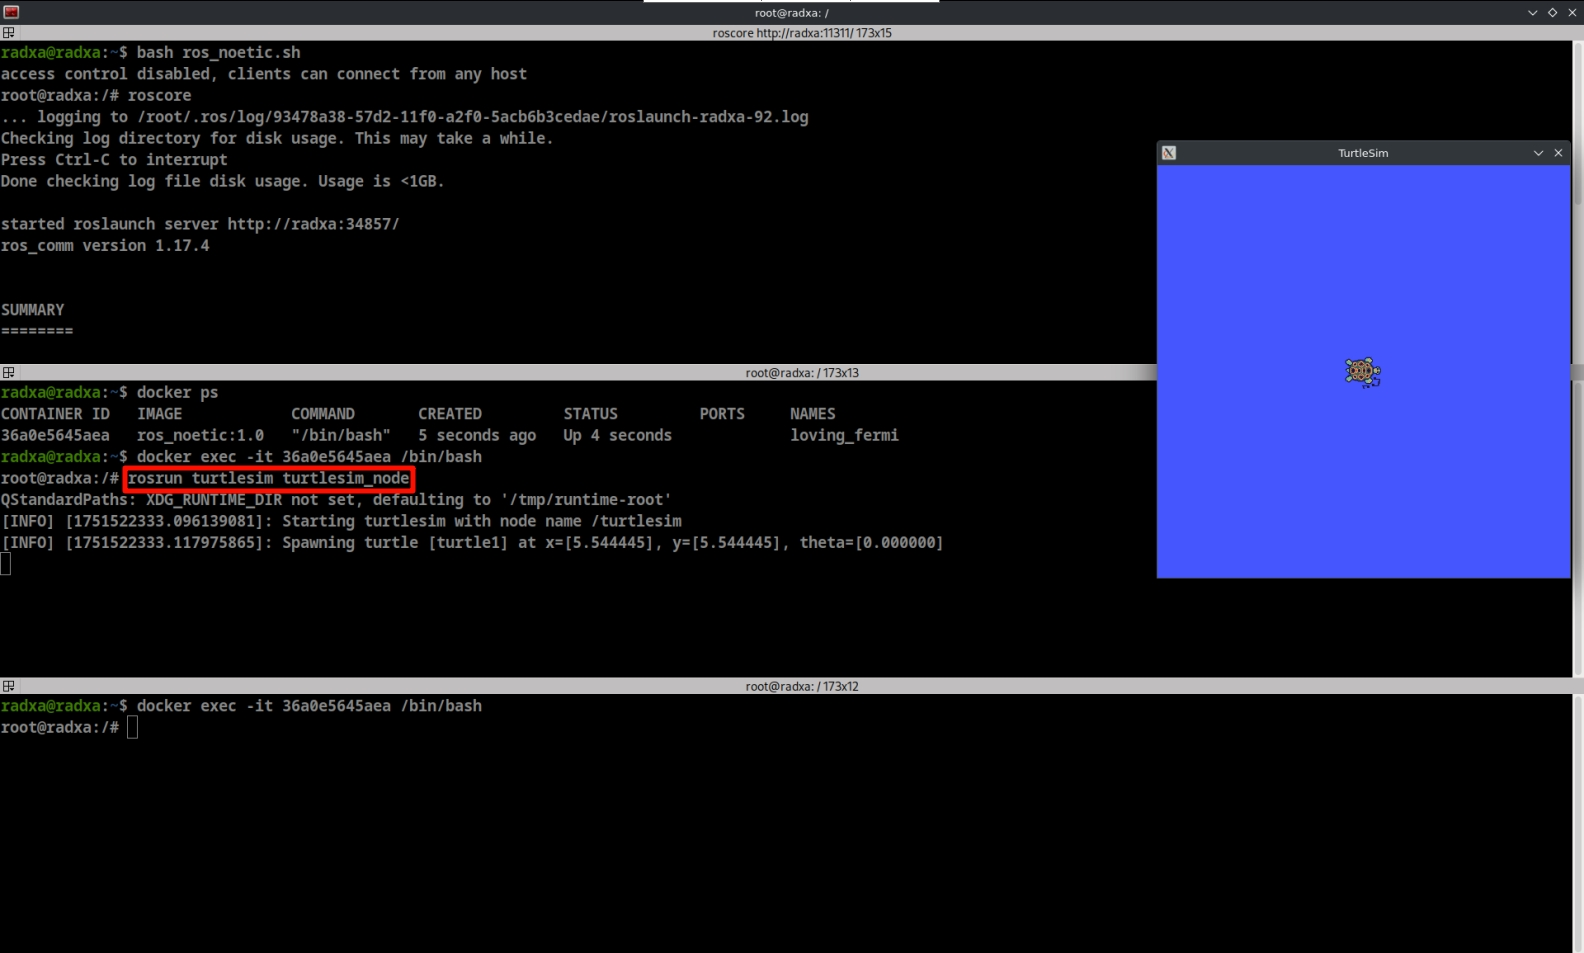 root@radxa: /
roscore http://radxa:11311/ 173x15
radxa@radxa:~$ bash ros_noetic.sh
access control disabled, clients can connect from any host
root@radxa:/# roscore
... logging to /root/.ros/log/93478a38-57d2-11f0-a2f0-5acb6b3cedae/roslaunch-radxa-92.log
Checking log directory for disk usage. This may take a while.
Press Ctrl-C to interrupt
Done checking log file disk usage. Usage is <1GB.
started roslaunch server http://radxa:34857/
ros_comm version 1.17.4
SUMMARY
========
TurtleSim
root@radxa: / 173x13
radxa@radxa:~$ docker ps
CONTAINER ID   IMAGE            COMMAND       CREATED         STATUS         PORTS     NAMES
36a0e5645aea   ros_noetic:1.0   "/bin/bash"   5 seconds ago   Up 4 seconds             loving_fermi
radxa@radxa:~$ docker exec -it 36a0e5645aea /bin/bash
root@radxa:/# rosrun turtlesim turtlesim_node
QStandardPaths: XDG_RUNTIME_DIR not set, defaulting to '/tmp/runtime-root'
[INFO] [1751522333.096139081]: Starting turtlesim with node name /turtlesim
[INFO] [1751522333.117975865]: Spawning turtle [turtle1] at x=[5.544445], y=[5.544445], theta=[0.000000]
root@radxa: / 173x12
radxa@radxa:~$ docker exec -it 36a0e5645aea /bin/bash
root@radxa:/#